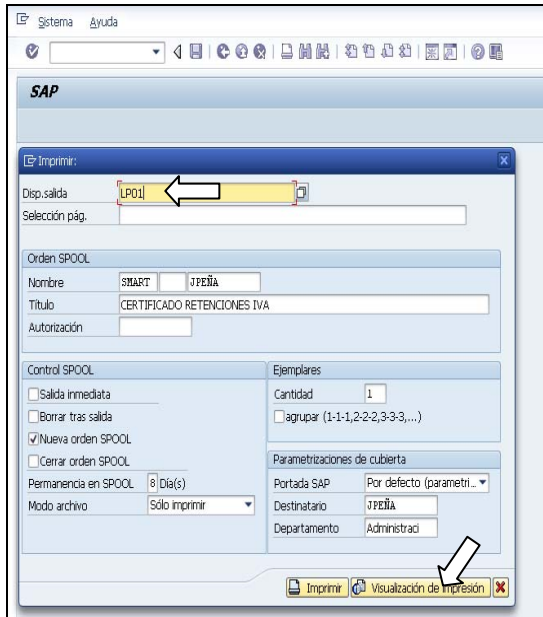 Sistema Ayuda
SAP
Imprimir:
Disp.salida LP01
Selección pág.
Orden SPOOL
Nombre SMART JPEÑA
Título CERTIFICADO RETENCIONES IVA
Autorización
Control SPOOL
Salida inmediata
Borrar tras salida
Nueva orden SPOOL
Cerrar orden SPOOL
Permanencia en SPOOL 8 Día(s)
Modo archivo Sólo imprimir
Ejemplares
Cantidad 1
agrupar (1-1-1,2-2-2,3-3-3,...)
Parametrizaciones de cubierta
Portada SAP Por defecto (parametri...
Destinatario JPEÑA
Departamento Administraci
Imprimir Visualización de impresión